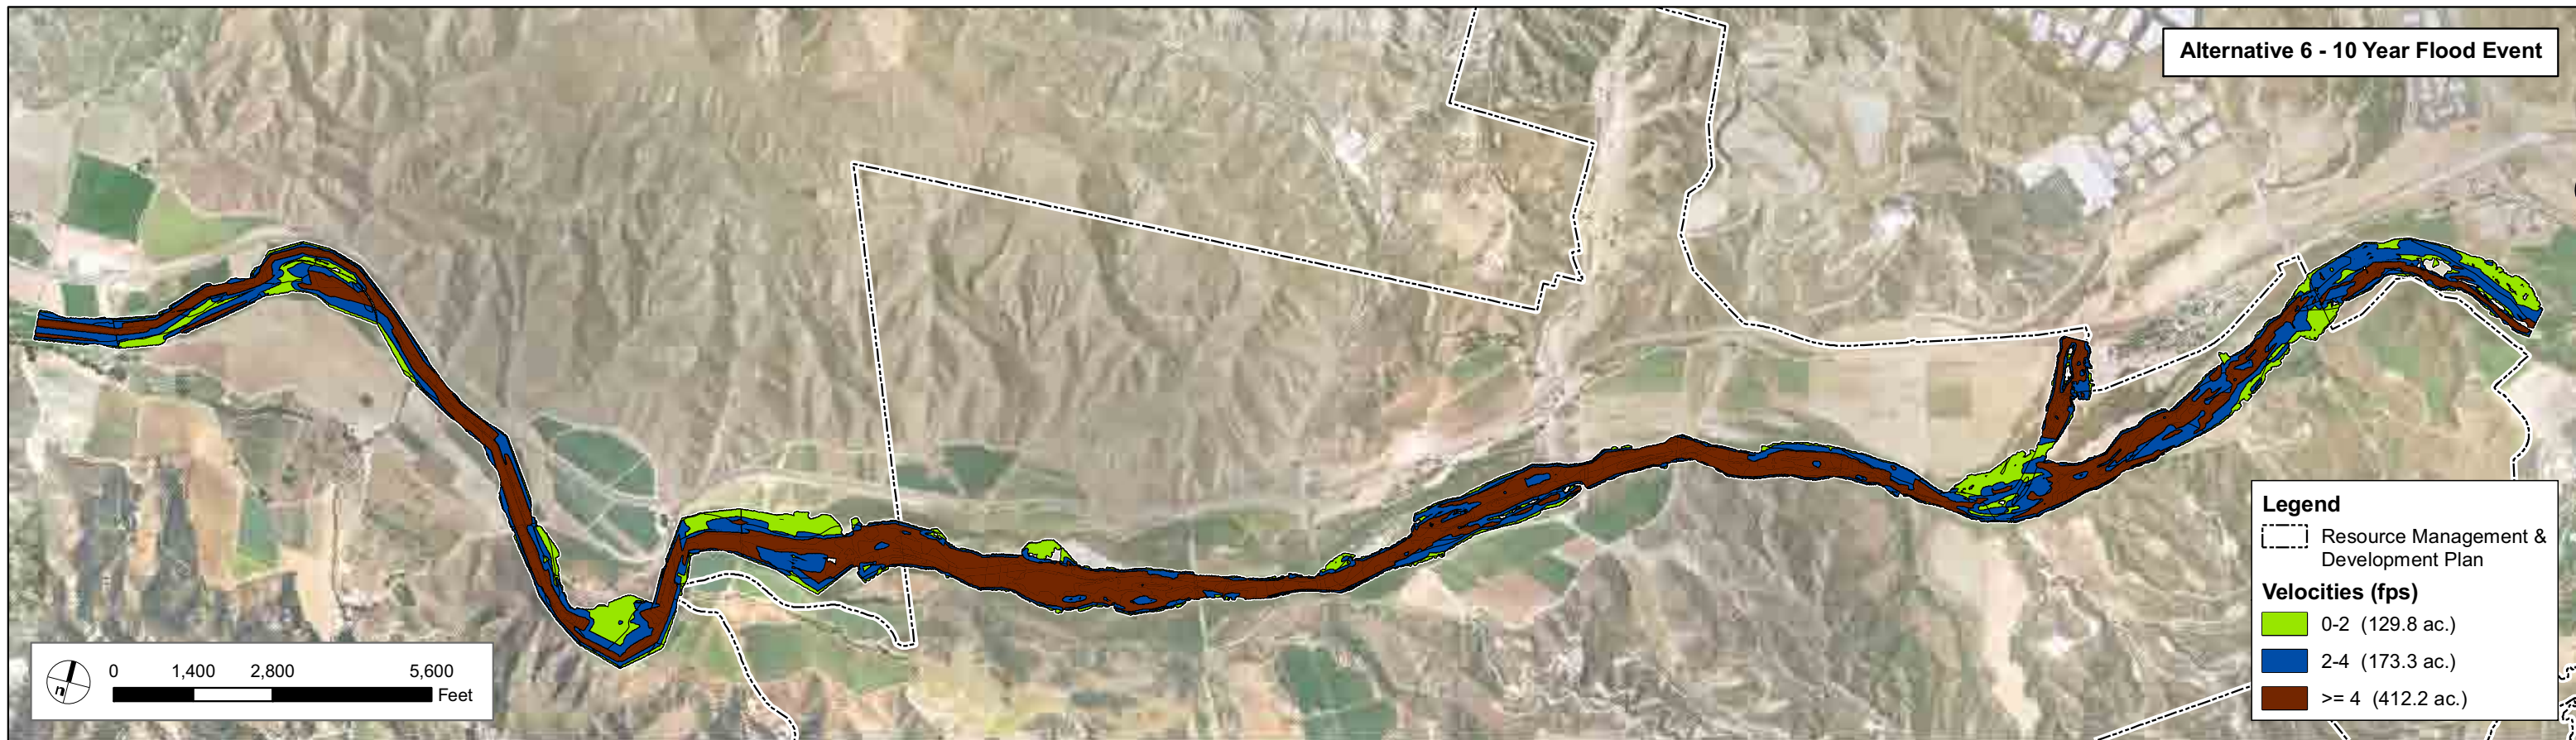 Alternative 6 - 10 Year Flood Event
Legend
Resource Management &
Development Plan
Velocities (fps)
0-2 (129.8 ac.)
2-4 (173.3 ac.)
>= 4 (412.2 ac.)
n
0 1,400 2,800 5,600
Feet